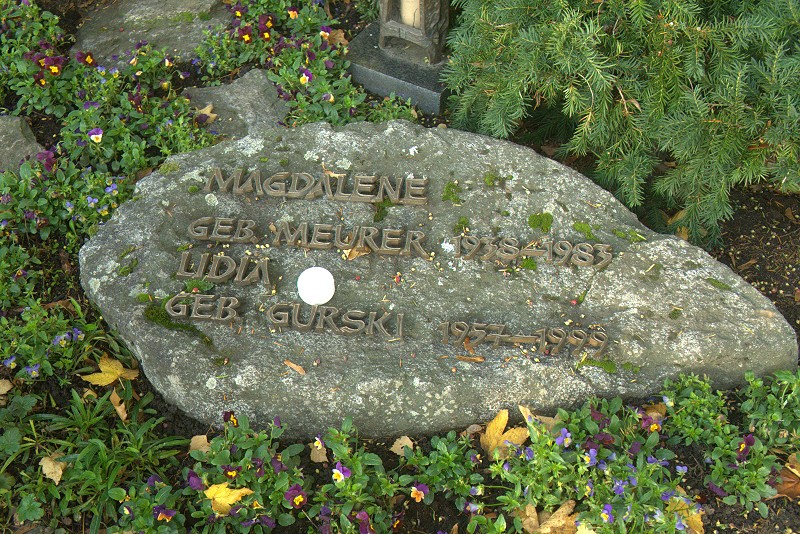 MAGDALENE
GEB MEURER 1938–1983
LIDIA
GEB. GURSKI 1957–1999